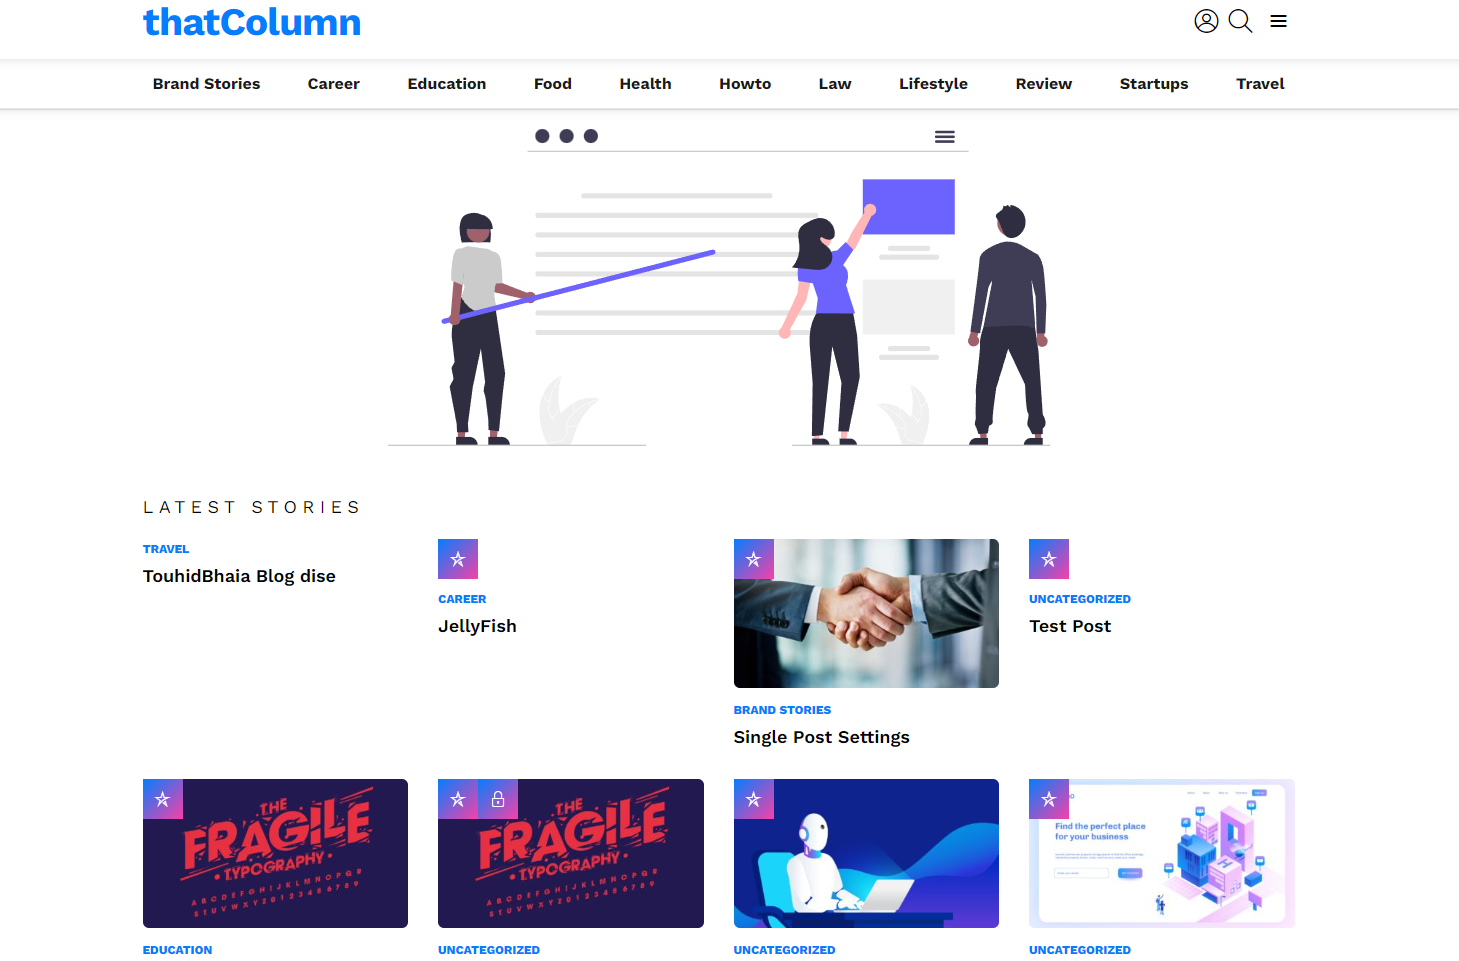 thatColumn
Brand Stories Career Education Food Health Howto Law Lifestyle Review Startups Travel
LATEST STORIES
TRAVEL
TouhidBhaia Blog dise
CAREER
JellyFish
BRAND STORIES
Single Post Settings
UNCATEGORIZED
Test Post
THE
FRAGILE
• TYPOGRAPHY •
A B C D E F G H I J K L M N O P Q R
S T U V W X Y Z 0 1 2 3 4 5 6 7 8 9
EDUCATION
THE
FRAGILE
• TYPOGRAPHY •
A B C D E F G H I J K L M N O P Q R
S T U V W X Y Z 0 1 2 3 4 5 6 7 8 9
UNCATEGORIZED
UNCATEGORIZED
Find the perfect place
for your business
UNCATEGORIZED